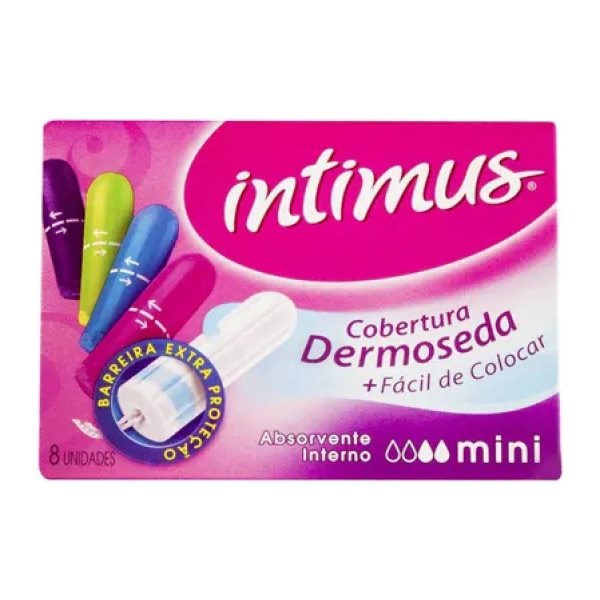 intimus®
Cobertura
Dermoseda
+ Fácil de Colocar
BARREIRA EXTRA PROTEÇÃO
8 UNIDADES
Absorvente
Interno
mini